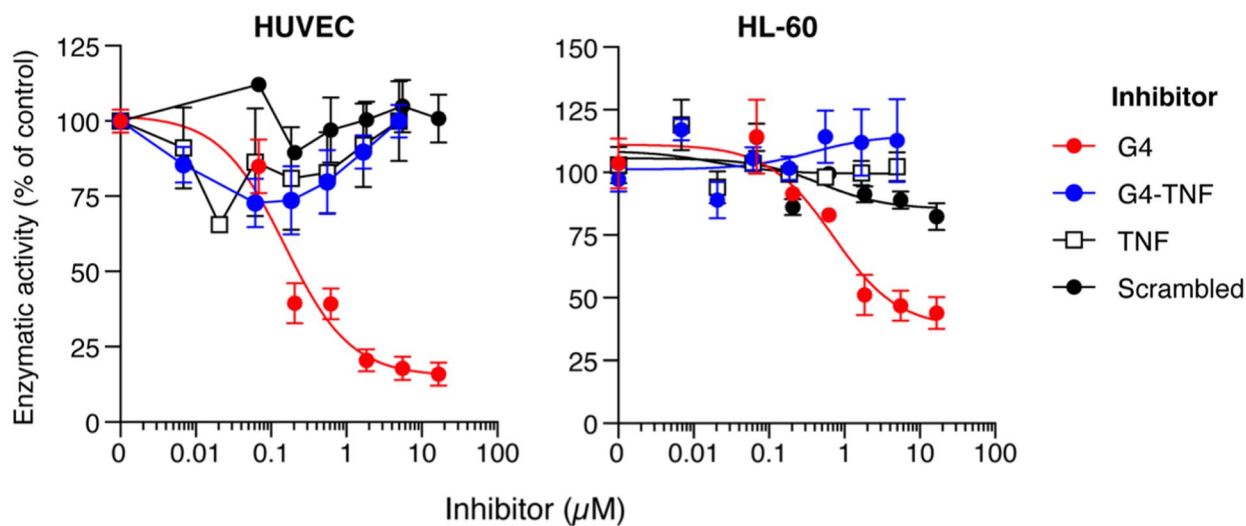 HUVEC
HL-60
Enzymatic activity (% of control)
125
100
75
50
25
0
0 0.01 0.1 1 10 100
150
125
100
75
50
25
0
0 0.01 0.1 1 10 100
Inhibitor (µM)
Inhibitor
G4
G4-TNF
TNF
Scrambled